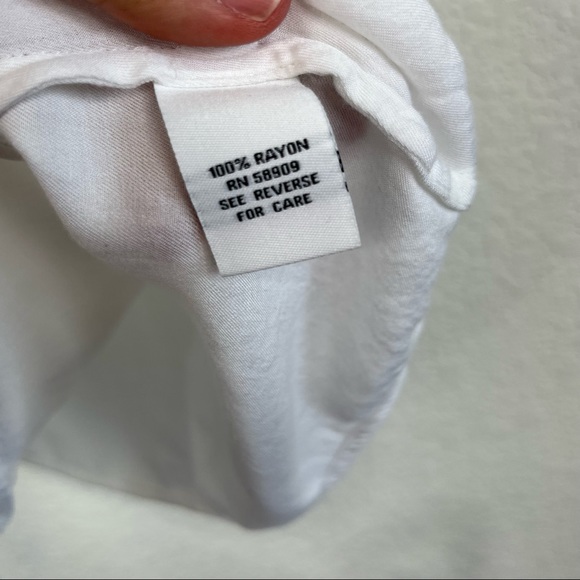 100% RAYON
RN 58909
SEE REVERSE
FOR CARE